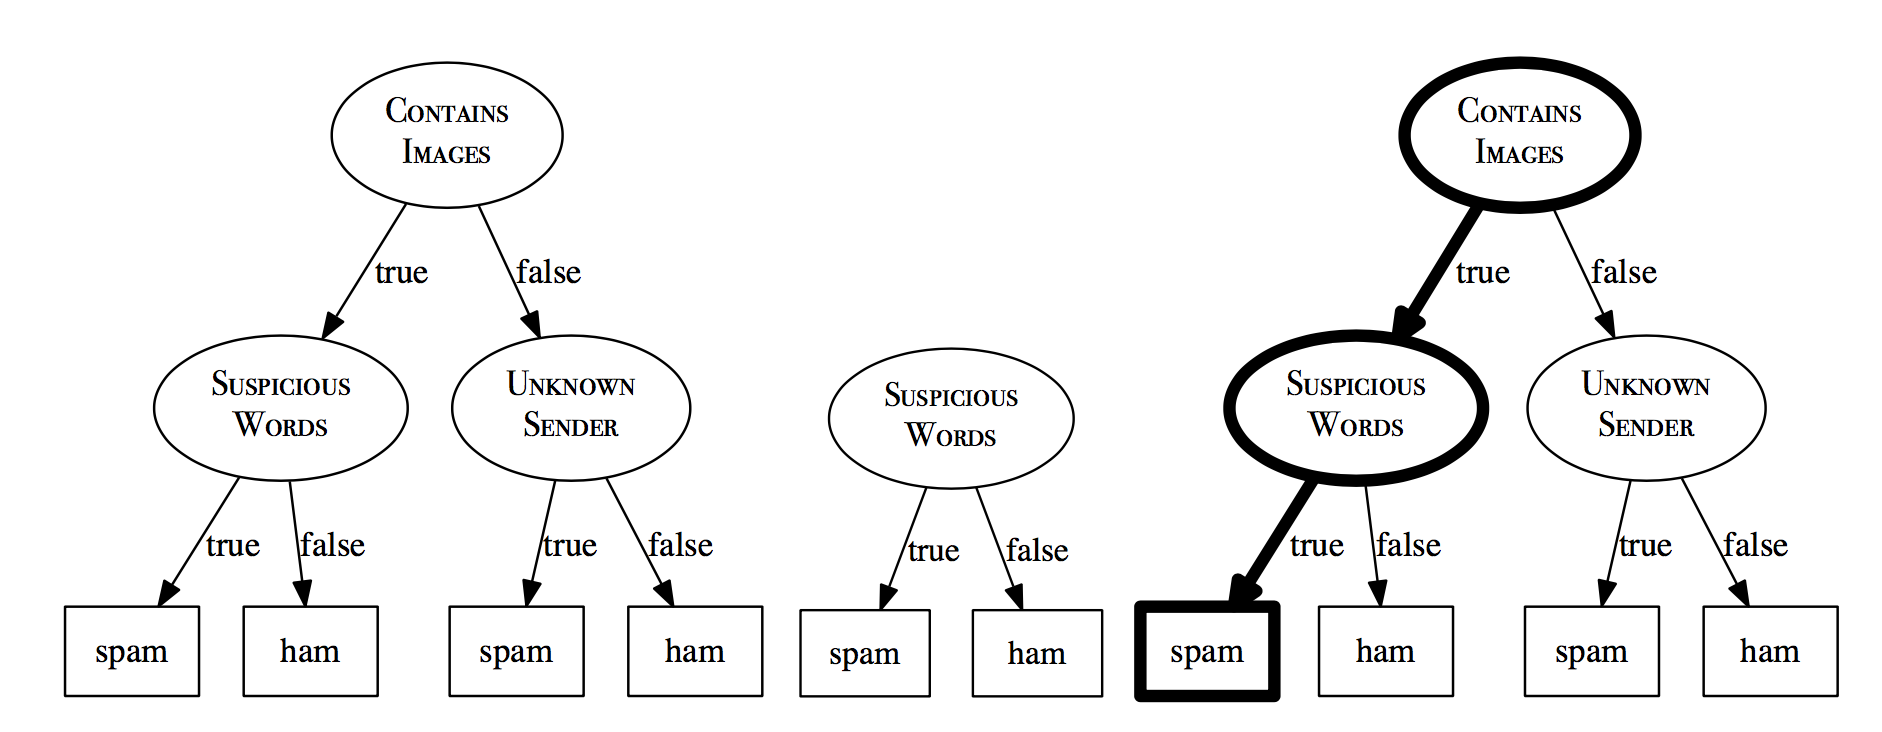 CONTAINS
IMAGES
true
false
SUSPICIOUS
WORDS
UNKNOWN
SENDER
true
false
true
false
spam
ham
spam
ham
SUSPICIOUS
WORDS
true
false
spam
ham
CONTAINS
IMAGES
true
false
SUSPICIOUS
WORDS
UNKNOWN
SENDER
true
false
true
false
spam
ham
spam
ham